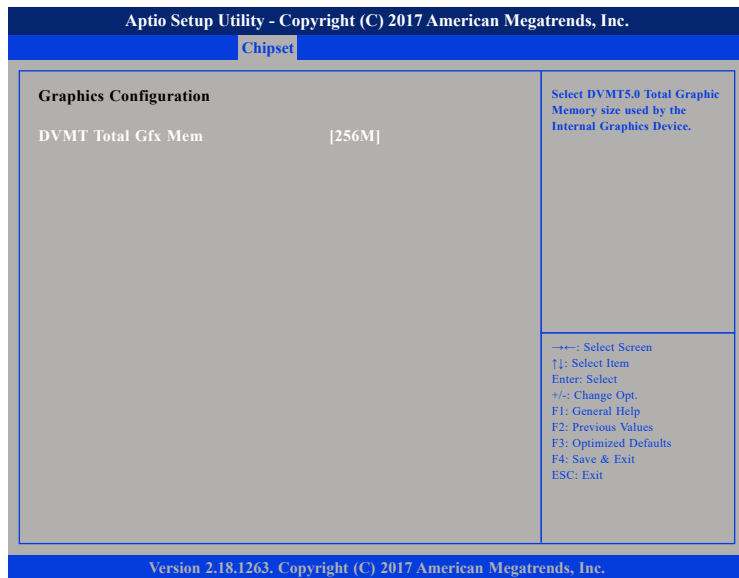 Aptio Setup Utility - Copyright (C) 2017 American Megatrends, Inc.
Chipset
Graphics Configuration
DVMT Total Gfx Mem [256M]
Select DVMT5.0 Total Graphic
Memory size used by the
Internal Graphics Device.
→←: Select Screen
↑↓: Select Item
Enter: Select
+/-: Change Opt.
F1: General Help
F2: Previous Values
F3: Optimized Defaults
F4: Save & Exit
ESC: Exit
Version 2.18.1263. Copyright (C) 2017 American Megatrends, Inc.